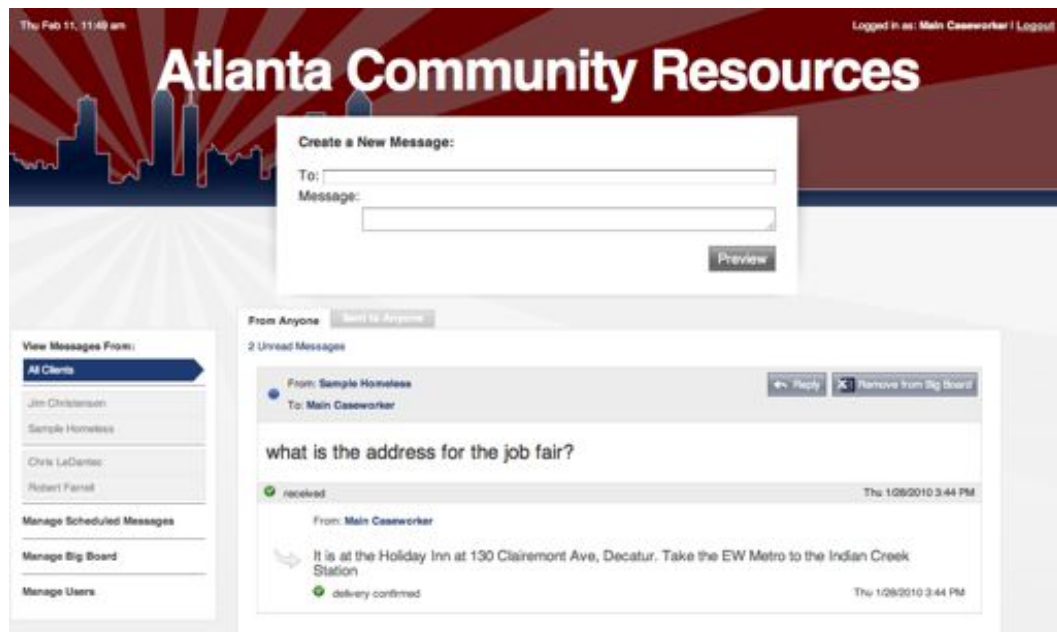 Thu Feb 11, 11:49 am
Logged in as: Main Caseworker | Logout
Atlanta Community Resources
Create a New Message:
To:
Message:
Preview
From Anyone
Sent to Anyone
View Messages From:
2 Unread Messages
All Clients
From: Sample Homeless
Reply
Remove from Big Board
To: Main Caseworker
Jim Christensen
Sample Homeless
what is the address for the job fair?
Chris LeDantec
Robert Farrell
received
Thu 1/28/2010 3:44 PM
Manage Scheduled Messages
From: Main Caseworker
Manage Big Board
It is at the Holiday Inn at 130 Clairemont Ave, Decatur. Take the EW Metro to the Indian Creek
Station
Manage Users
delivery confirmed
Thu 1/28/2010 3:44 PM